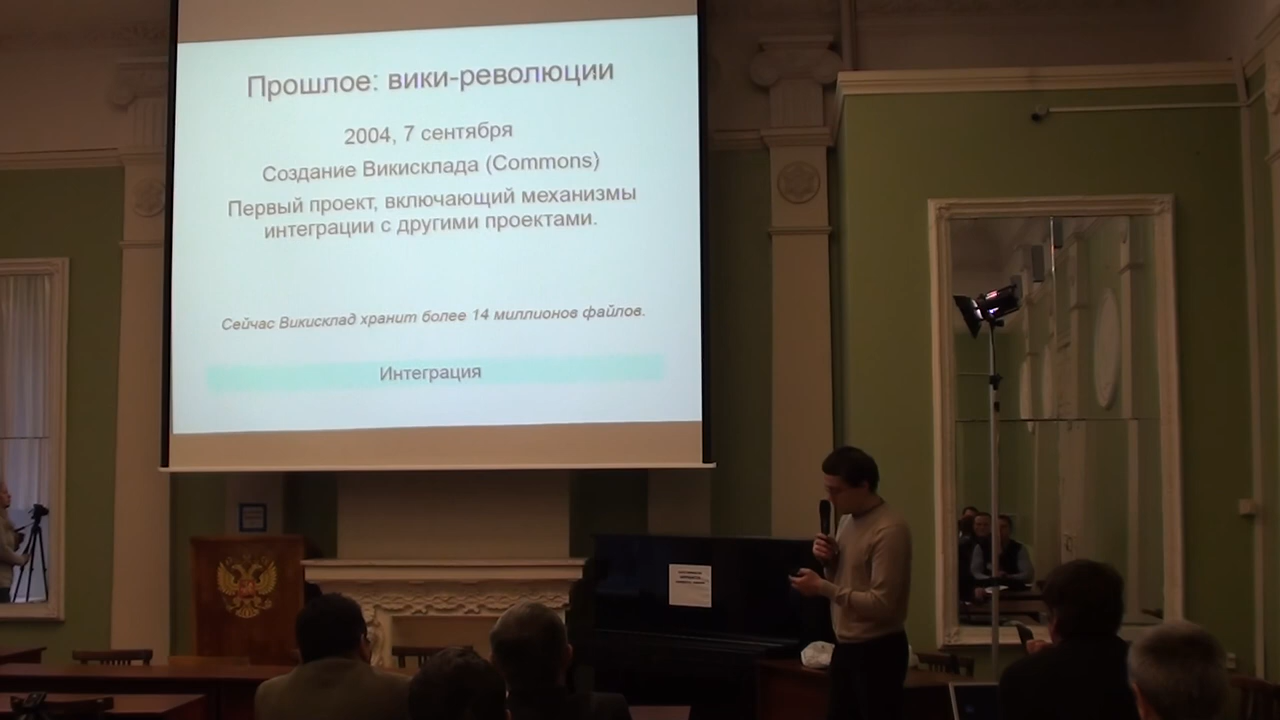 Прошлое: вики-революции
2004, 7 сентября
Создание Викисклада (Commons)
Первый проект, включающий механизмы
интеграции с другими проектами.
Сейчас Викисклад хранит более 14 миллионов файлов.
Интеграция